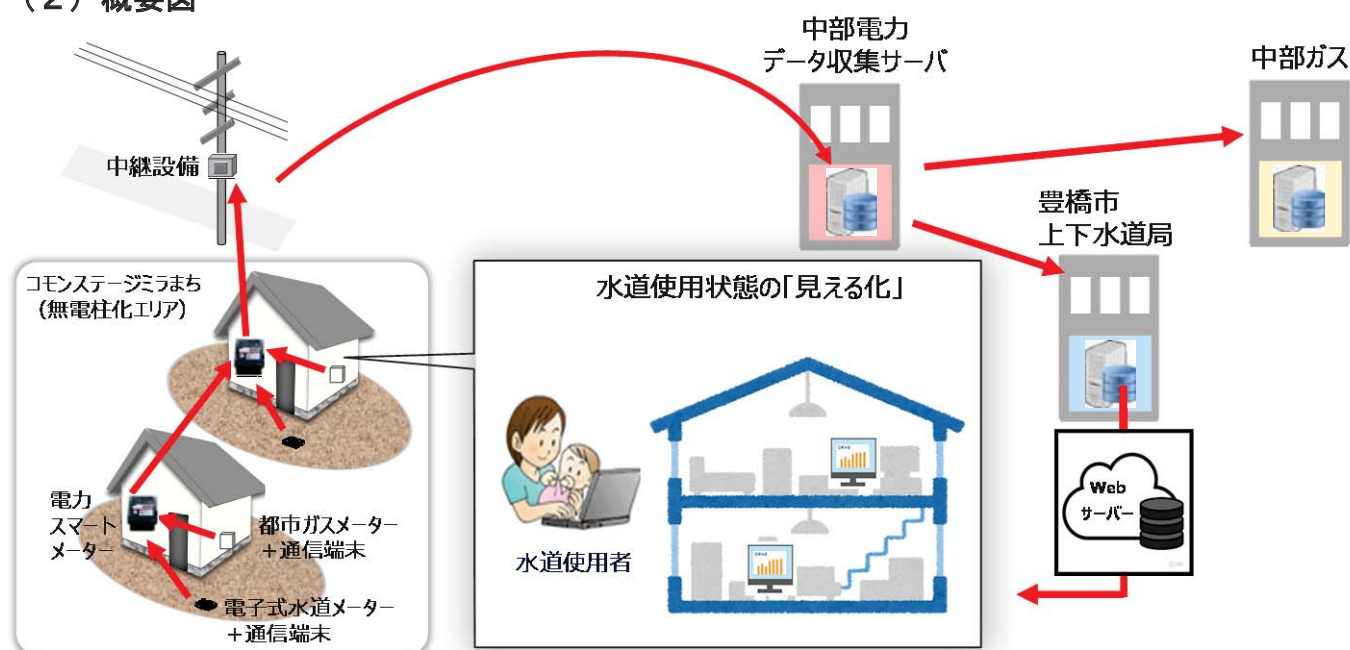 (2)概要図
中部電力
データ収集サーバ
中部ガス
中継設備
豊橋市
上下水道局
コモンステージミラまち
(無電柱化エリア)
水道使用状態の「見える化」
電力
スマート
メーター
都市ガスメーター
+通信端末
電子式水道メーター
+通信端末
水道使用者
Web
サーバー